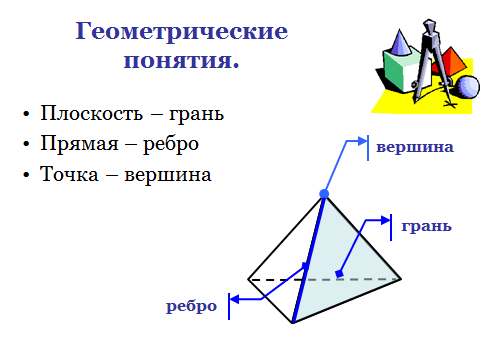 Геометрические
понятия.
• Плоскость – грань
• Прямая – ребро
• Точка – вершина
вершина
грань
ребро